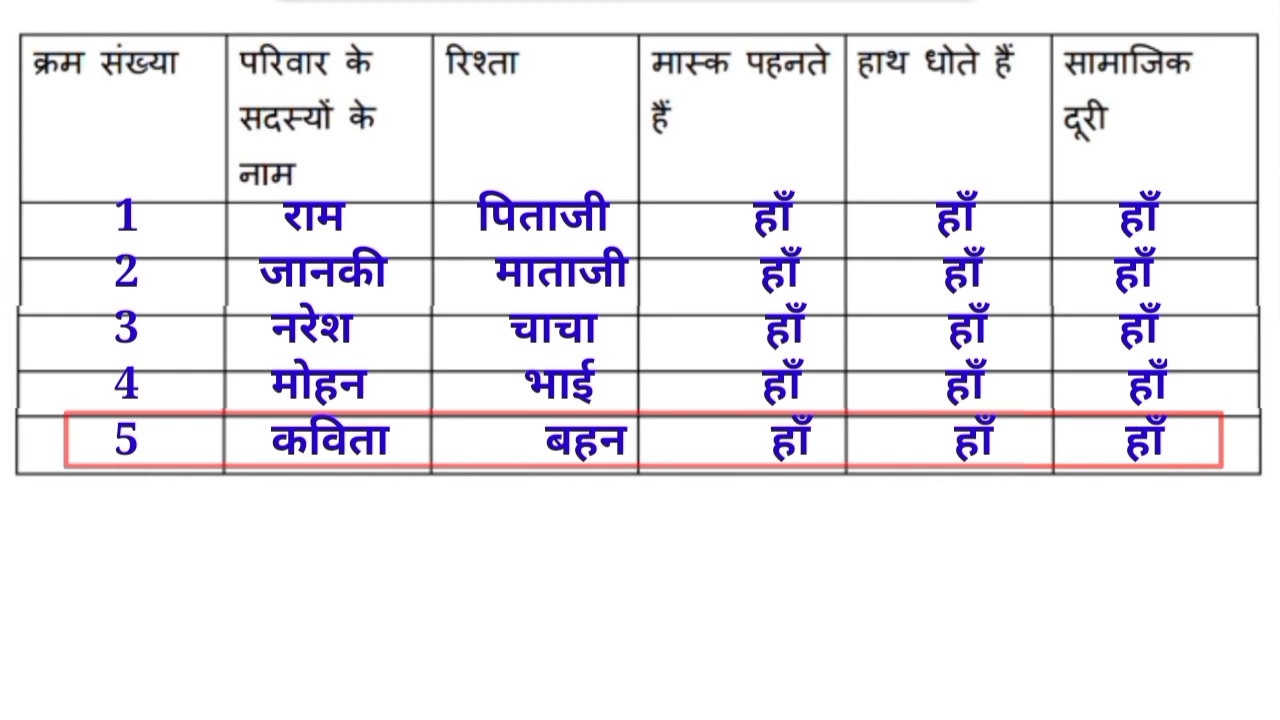 क्रम संख्या परिवार के सदस्यों के नाम रिश्ता मास्क पहनते हैं हाथ धोते हैं सामाजिक दूरी
1 राम पिताजी हाँ हाँ हाँ
2 जानकी माताजी हाँ हाँ हाँ
3 नरेश चाचा हाँ हाँ हाँ
4 मोहन भाई हाँ हाँ हाँ
5 कविता बहन हाँ हाँ हाँ